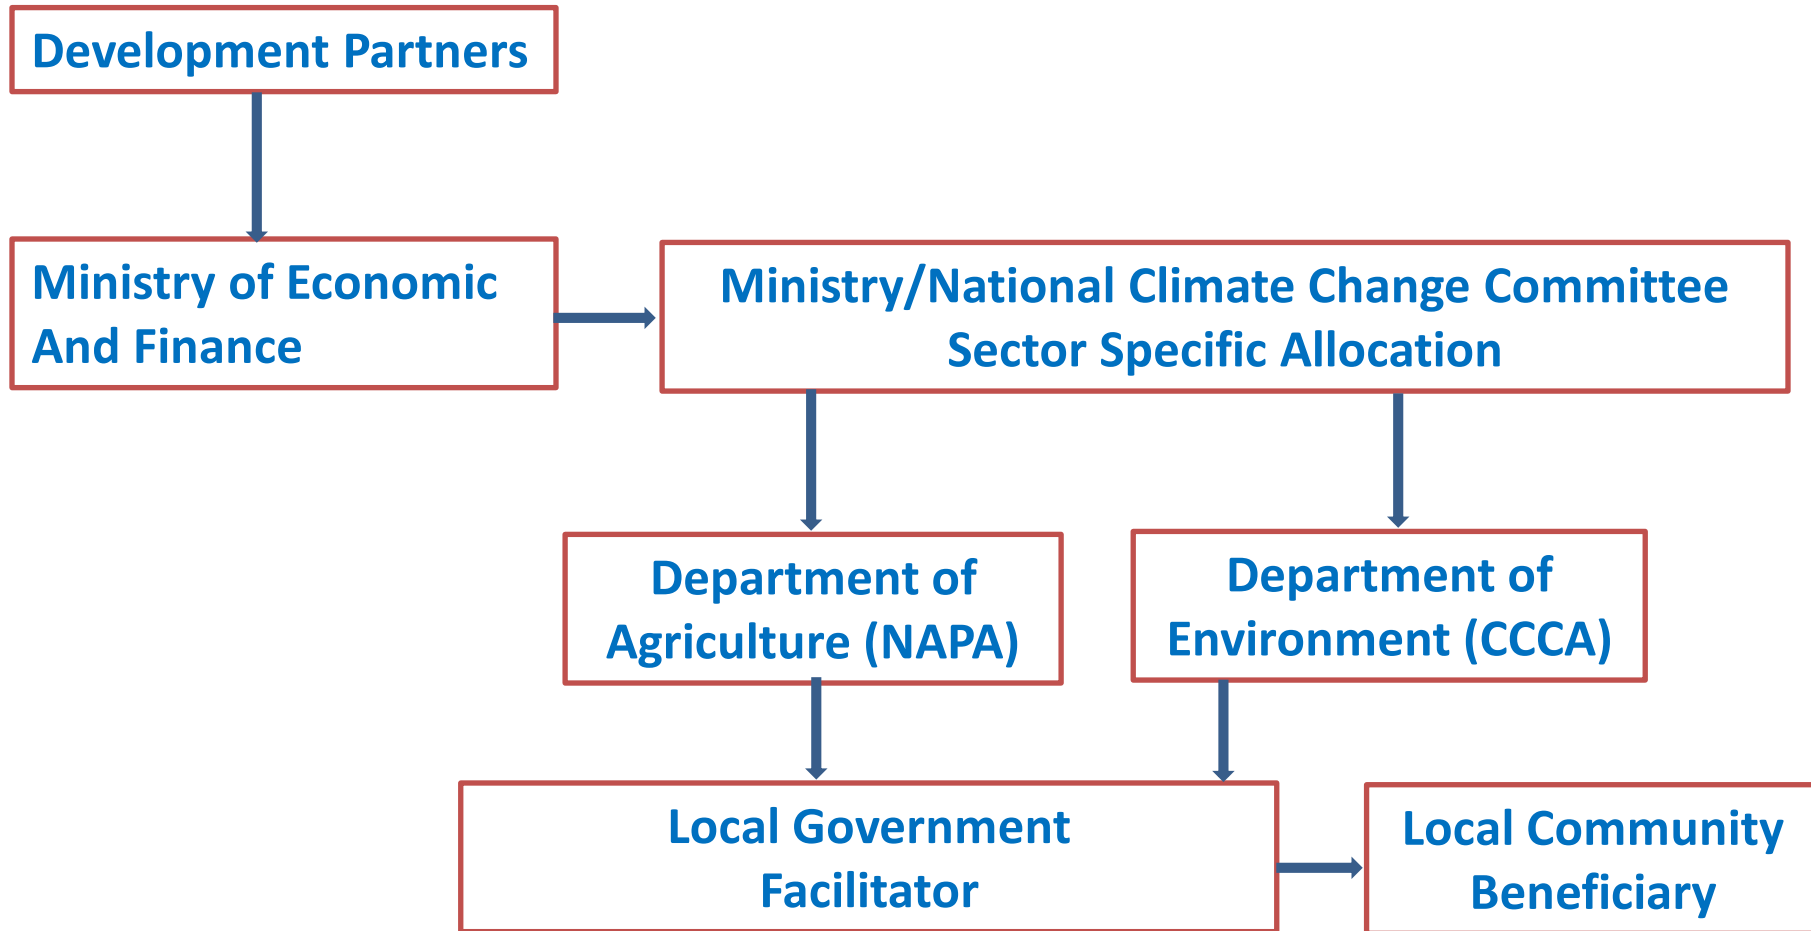 Development Partners
Ministry of Economic
And Finance
Ministry/National Climate Change Committee
Sector Specific Allocation
Department of
Agriculture (NAPA)
Department of
Environment (CCCA)
Local Government
Facilitator
Local Community
Beneficiary